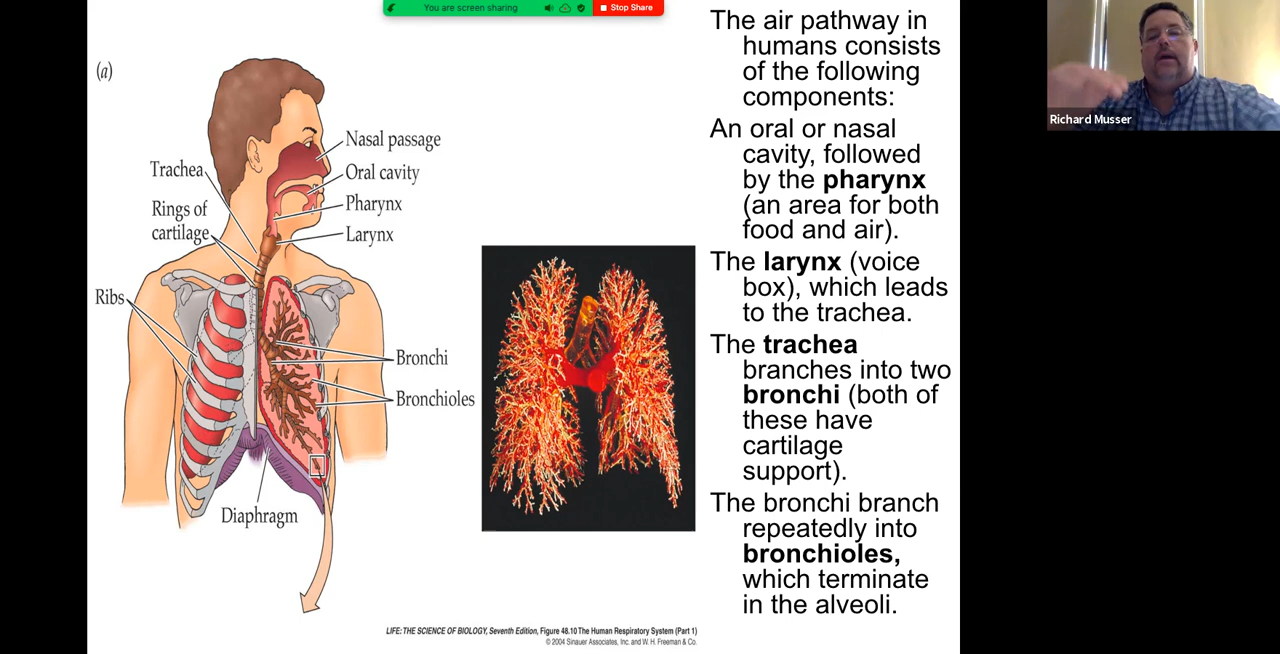 You are screen sharing
Stop Share
(a)
Nasal passage
Trachea
Oral cavity
Rings of
cartilage
Pharynx
Larynx
Ribs
Bronchi
Bronchioles
Diaphragm
LIFE: THE SCIENCE OF BIOLOGY, Seventh Edition, Figure 48.10 The Human Respiratory System (Part 1)
© 2004 Sinauer Associates, Inc. and W. H. Freeman & Co.
The air pathway in
humans consists
of the following
components:
An oral or nasal
cavity, followed
by the pharynx
(an area for both
food and air).
The larynx (voice
box), which leads
to the trachea.
The trachea
branches into two
bronchi (both of
these have
cartilage
support).
The bronchi branch
repeatedly into
bronchioles,
which terminate
in the alveoli.
Richard Musser